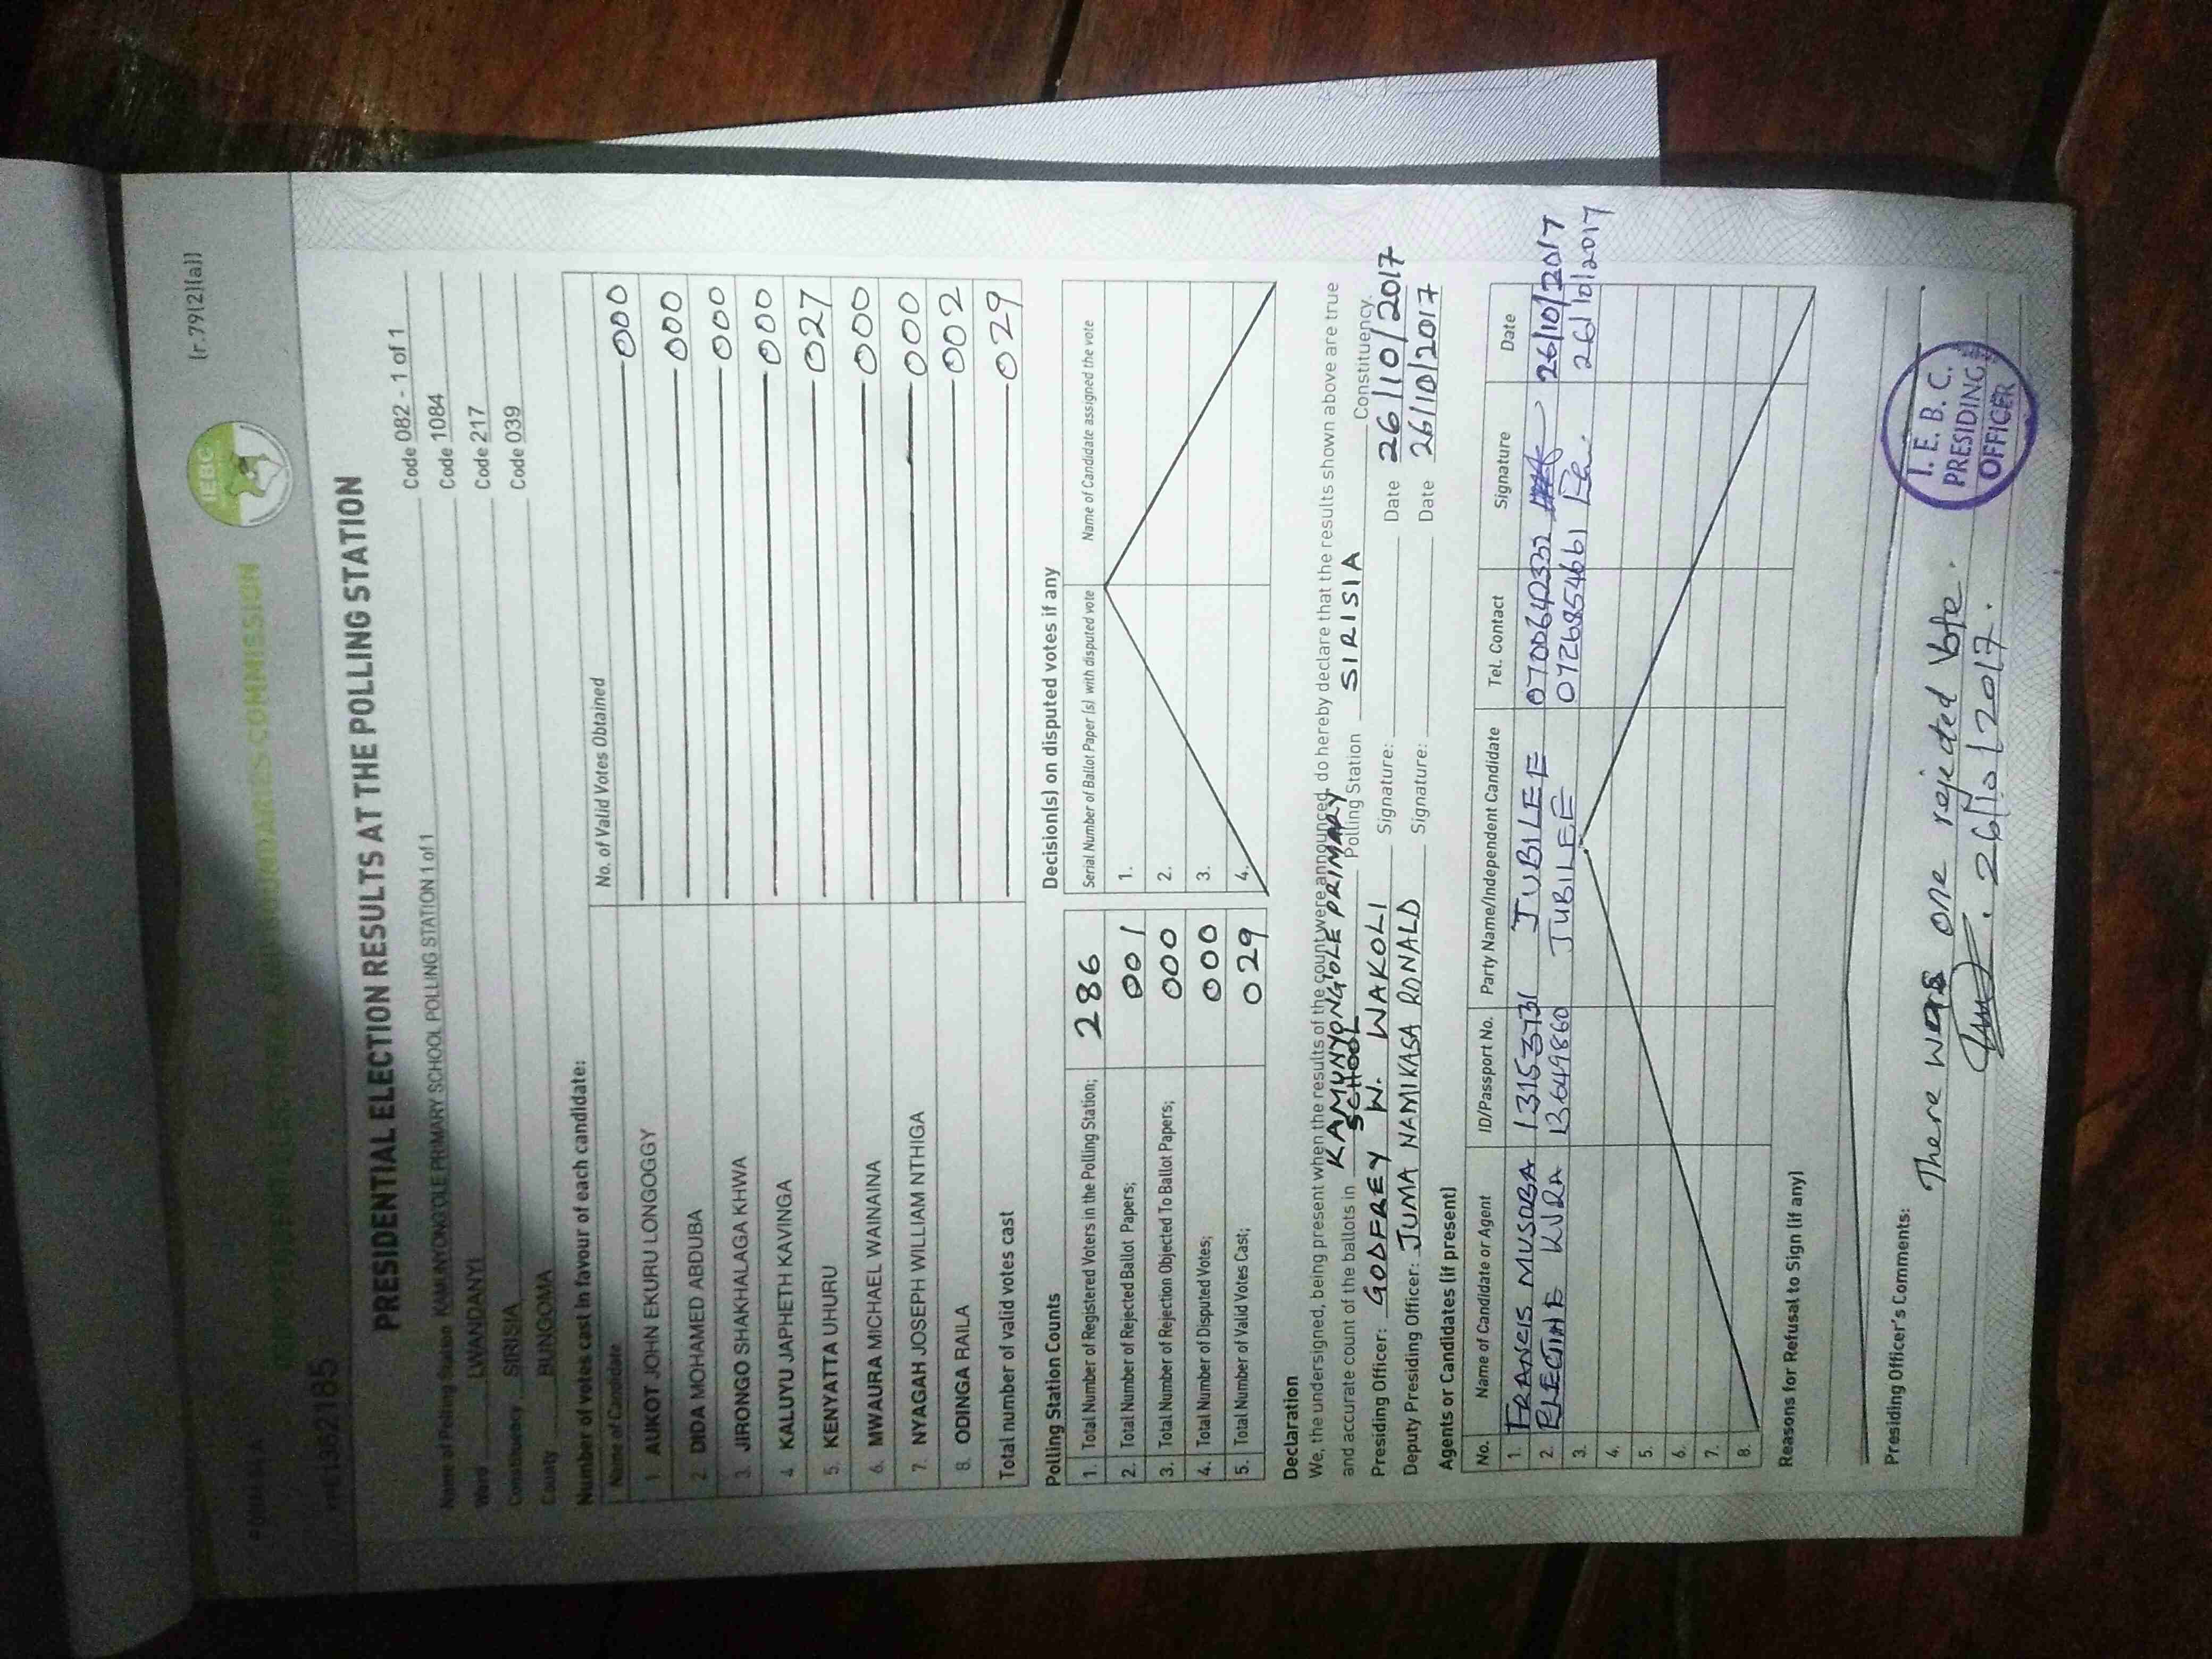 (r.79(2)(a))
IEBC
INDEPENDENT ELECTORAL AND BOUNDARIES COMMISSION
PRESIDENTIAL ELECTION RESULTS AT THE POLLING STATION
Name of Polling Station KAMUNYONGOLE PRIMARY SCHOOL POLLING STATION 1 of 1 Code 082 - 1 of 1
Ward LWANDANYI Code 1084
Constituency SIRISIA Code 217
County BUNGOMA Code 039
Number of votes cast in favour of each candidate:
Name of Candidate No. of Valid Votes Obtained
1. AUKOT JOHN EKURU LONGOGGY 000
2. DIDA MOHAMED ABDUBA 000
3. JIRONGO SHAKHALAGA KHWA 000
4. KALUYU JAPHETH KAVINGA 000
5. KENYATTA UHURU 027
6. MWAURA MICHAEL WAINAINA 000
7. NYAGAH JOSEPH WILLIAM NTHIGA 000
8. ODINGA RAILA 002
Total number of valid votes cast 029
Polling Station Counts
1. Total Number of Registered Voters in the Polling Station; 286
2. Total Number of Rejected Ballot Papers; 001
3. Total Number of Rejection Objected To Ballot Papers; 000
4. Total Number of Disputed Votes; 000
5. Total Number of Valid Votes Cast; 029
Decision(s) on disputed votes if any
Serial Number of Ballot Paper (s) with disputed vote Name of Candidate assigned the vote
1.
2.
3.
4.
Declaration
We, the undersigned, being present when the results of the count were announced, do hereby declare that the results shown above are true
and accurate count of the ballots in KAMUNYONGOLE PRIMARY SCHOOL Polling Station SIRISIA Constituency.
Presiding Officer: GODFREY W. WAKOLI Signature: Date 26/10/2017
Deputy Presiding Officer: JUMA NAMIKASA RONALD Signature: Date 26/10/2017
Agents or Candidates (if present)
No. Name of Candidate or Agent ID/Passport No. Party Name/Independent Candidate Tel. Contact Signature Date
1. FRANCIS MUSOBA 13153731 JUBILEE 0700642332 26/10/2017
2. KURA 13649860 JUBILEE 0726854661 26/10/2017
3.
4.
5.
6.
7.
8.
Reasons for Refusal to Sign (if any)
Presiding Officer's Comments:
There was one rejected Vote.
26/10/2017.
I. E. B. C.
PRESIDING
OFFICER